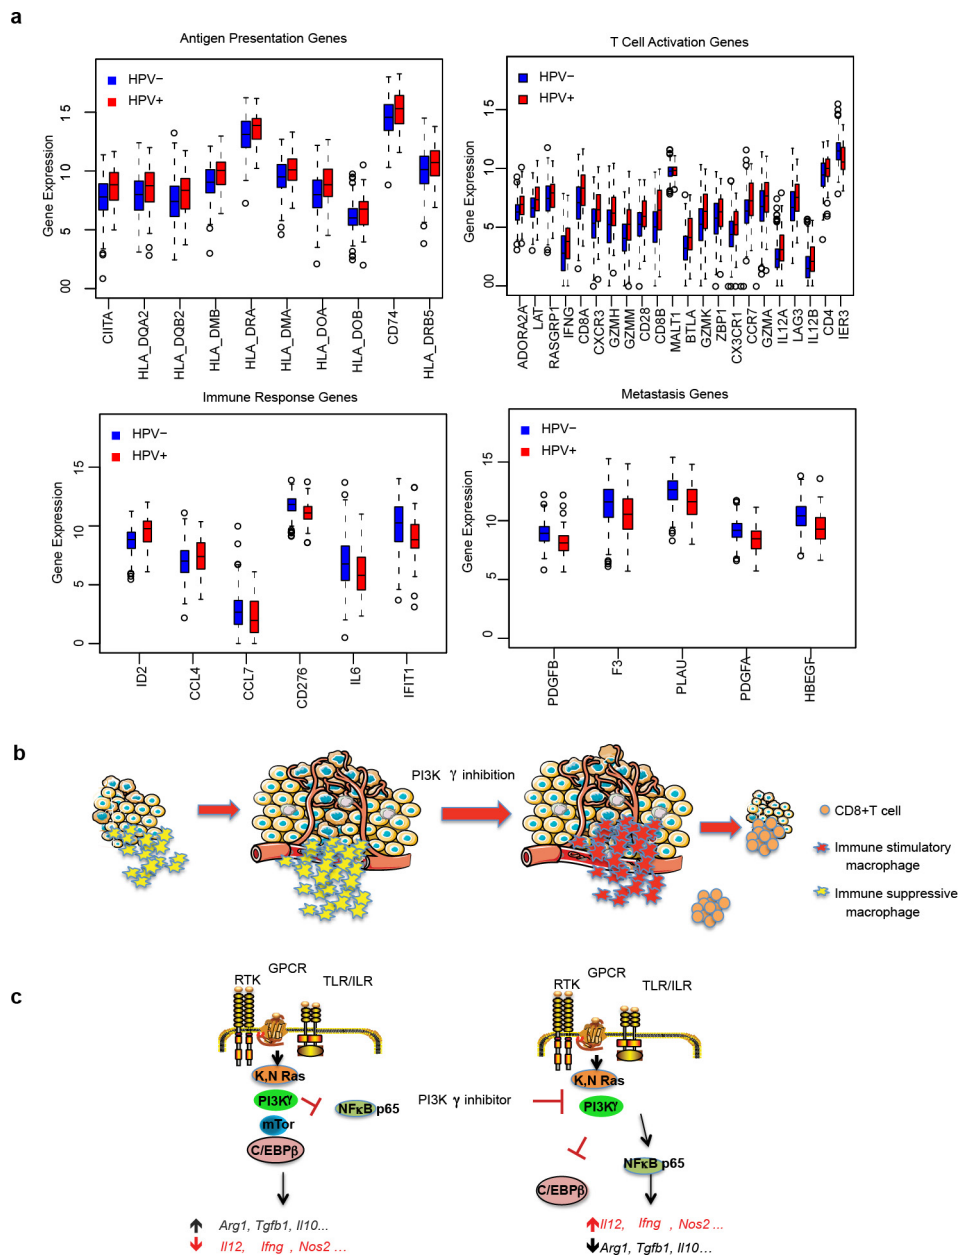 a
Antigen Presentation Genes
HPV−
HPV+
Gene Expression
15
10
5
00
CIITA
HLA_DQA2
HLA_DQB2
HLA_DMB
HLA_DRA
HLA_DMA
HLA_DOA
HLA_DOB
CD74
HLA_DRB5
T Cell Activation Genes
HPV−
HPV+
Gene Expression
15
10
5
0
ADORA2A
LAT
RASGRP1
IFNG
CD8A
CXCR3
GZMH
GZMM
CD28
CD8B
MALT1
BTLA
GZMK
ZBP1
CX3CR1
CCR7
GZMA
IL12A
LAG3
IL12B
CD4
IER3
Immune Response Genes
HPV−
HPV+
Gene Expression
15
10
5
0
ID2
CCL4
CCL7
CD276
IL6
IFIT1
Metastasis Genes
HPV−
HPV+
Gene Expression
15
10
5
0
PDGFB
F3
PLAU
PDGFA
HBEGF
b
PI3K γ inhibition
CD8+T cell
Immune stimulatory
macrophage
Immune suppressive
macrophage
c
RTK
GPCR
TLR/ILR
K,N Ras
PI3Kγ
NFκB p65
mTor
C/EBPβ
Arg1, Tgfb1, Il10...
Il12, Ifng , Nos2 ...
PI3K γ inhibitor
RTK
GPCR
TLR/ILR
K,N Ras
PI3Kγ
NFκB p65
C/EBPβ
Il12, Ifng , Nos2 ...
Arg1, Tgfb1, Il10...